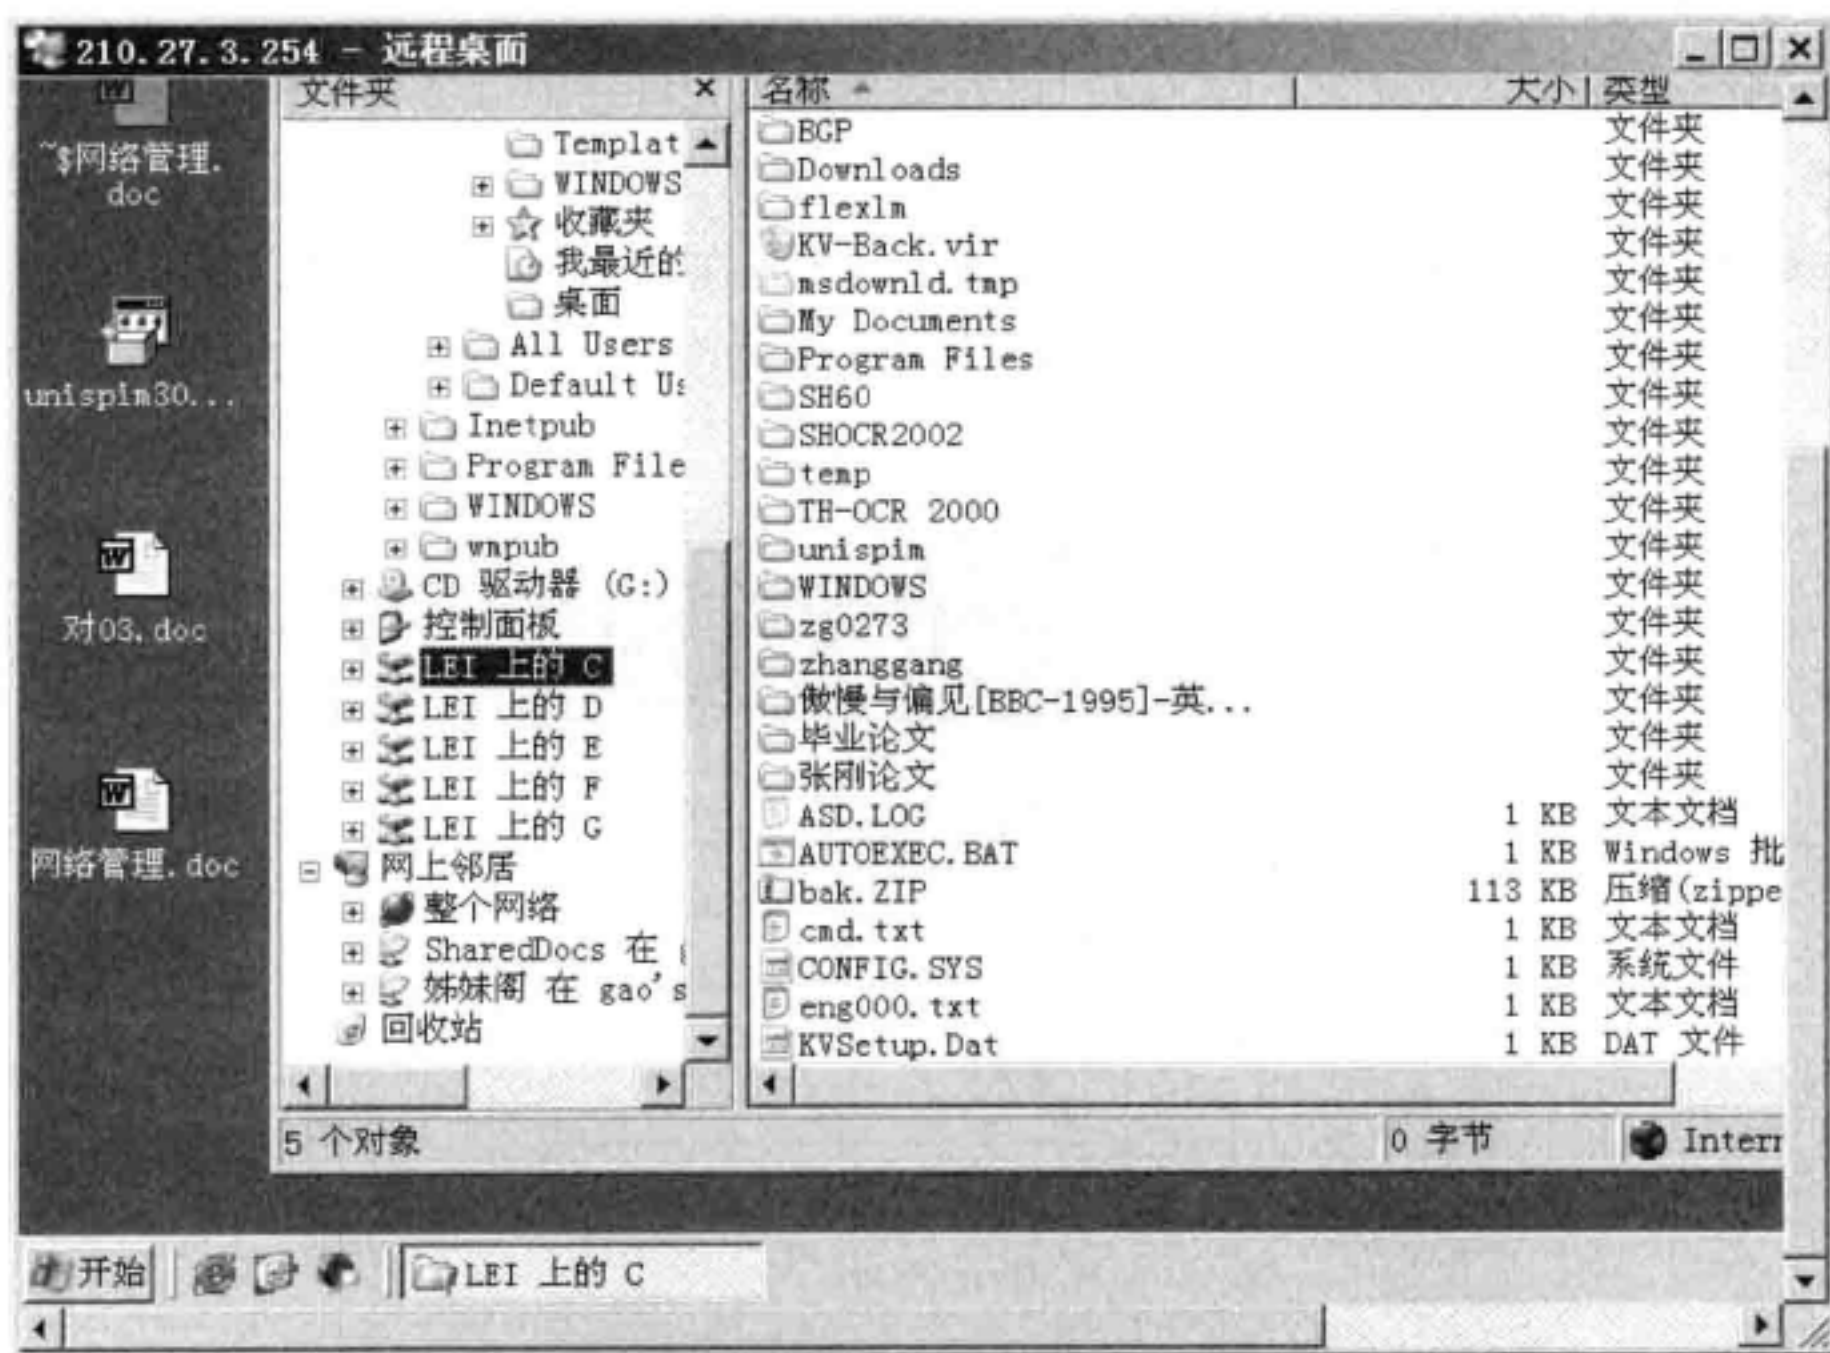 210.27.3.254 - 远程桌面
~$网络管理.
doc
unispim30...
对03.doc
网络管理.doc
文件夹
Templat
WINDOWS
收藏夹
我最近的
桌面
All Users
Default Us
Inetpub
Program File
WINDOWS
wmpub
CD 驱动器 (G:)
控制面板
LEI 上的 C
LEI 上的 D
LEI 上的 E
LEI 上的 F
LEI 上的 G
网上邻居
整个网络
SharedDocs 在
姊妹阁 在 gao's
回收站
名称 大小 类型
BGP 文件夹
Downloads 文件夹
flexlm 文件夹
KV-Back.vir 文件夹
msdownld.tmp 文件夹
My Documents 文件夹
Program Files 文件夹
SH60 文件夹
SHOCR2002 文件夹
temp 文件夹
TH-OCR 2000 文件夹
unispim 文件夹
WINDOWS 文件夹
zg0273 文件夹
zhanggang 文件夹
傲慢与偏见[BBC-1995]-英... 文件夹
毕业论文 文件夹
张刚论文 文件夹
ASD.LOG 1 KB 文本文档
AUTOEXEC.BAT 1 KB Windows 批
bak.ZIP 113 KB 压缩(zippe
cmd.txt 1 KB 文本文档
CONFIG.SYS 1 KB 系统文件
eng000.txt 1 KB 文本文档
KVSetup.Dat 1 KB DAT 文件
5 个对象 0 字节 Intern
开始 LEI 上的 C